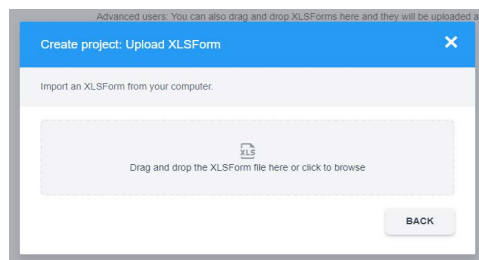 Advanced users: You can also drag and drop XLSForms here and they will be uploaded a
Create project: Upload XLSForm
Import an XLSForm from your computer.
XLS
Drag and drop the XLSForm file here or click to browse
BACK